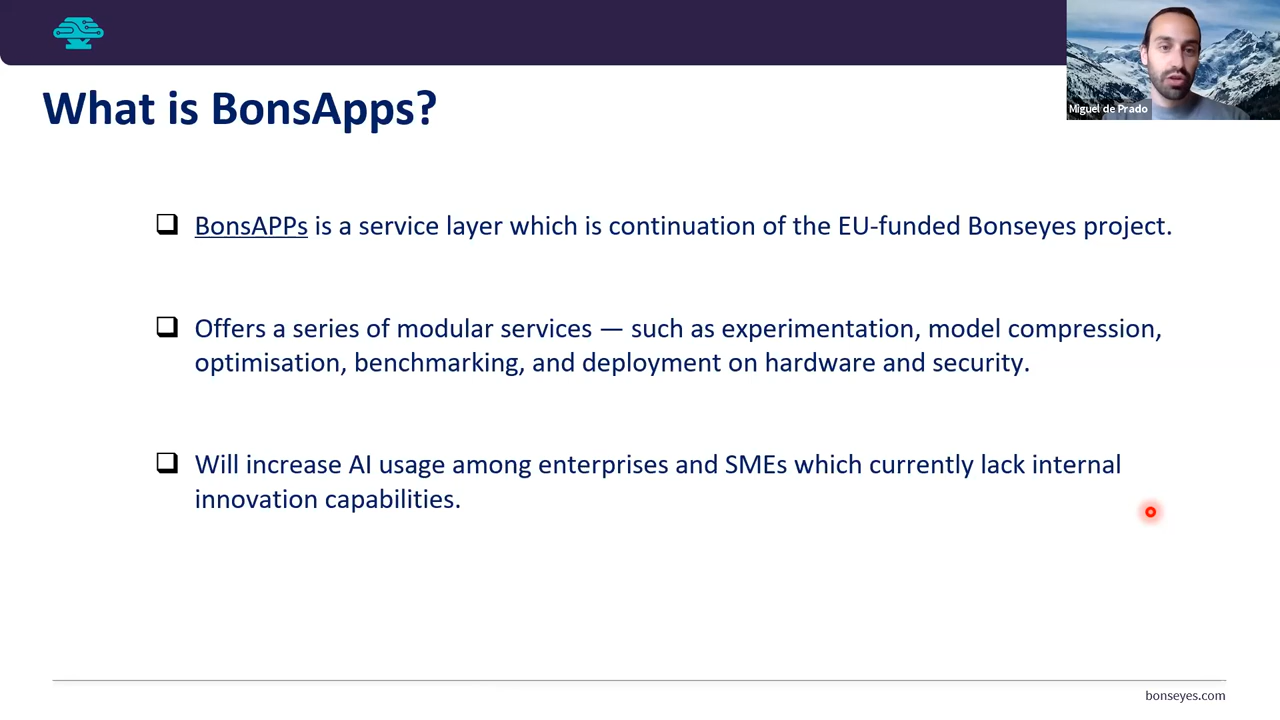 Miguel de Prado
What is BonsApps?
BonsAPPs is a service layer which is continuation of the EU-funded Bonseyes project.
Offers a series of modular services — such as experimentation, model compression,
optimisation, benchmarking, and deployment on hardware and security.
Will increase AI usage among enterprises and SMEs which currently lack internal
innovation capabilities.
bonseyes.com